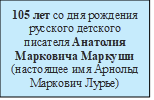 105 лет со дня рождения
русского детского
писателя Анатолия
Марковича Маркуши
(настоящее имя Арнольд
Маркович Лурье)